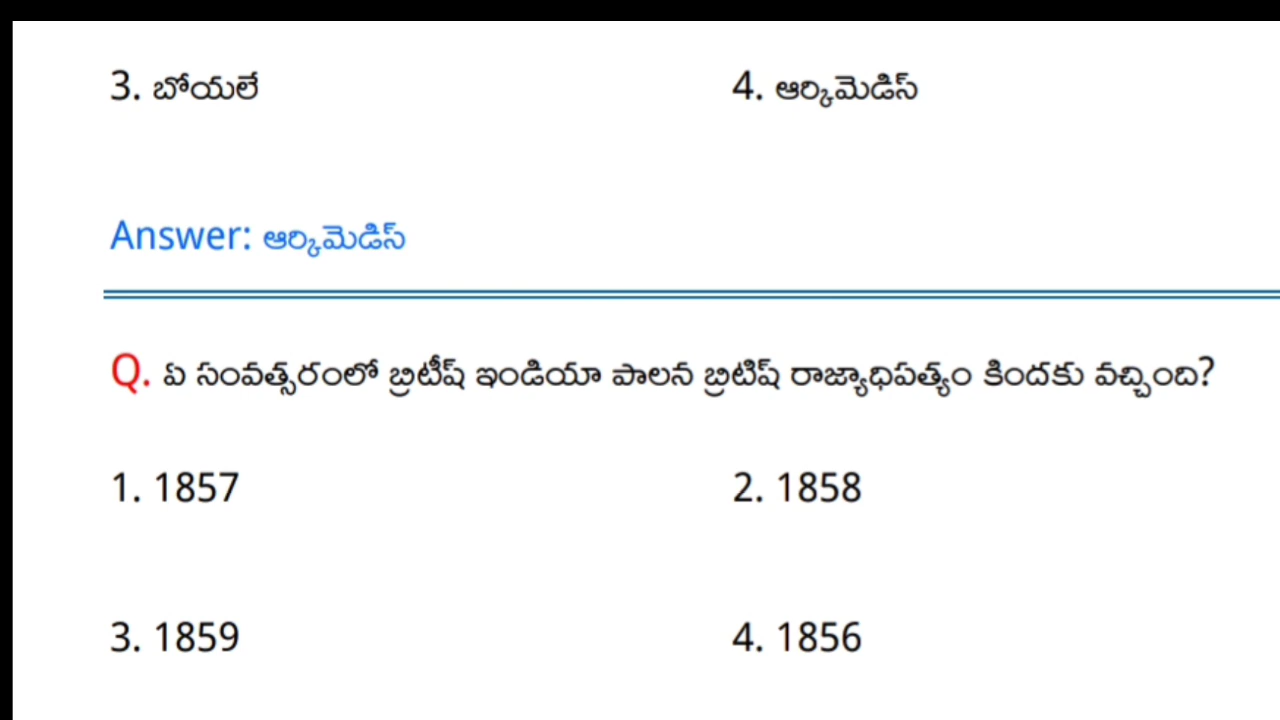 3. బోయలే 4. ఆర్కిమెడిస్
Answer: ఆర్కిమెడిస్
Q. ఏ సంవత్సరంలో బ్రిటీష్ ఇండియా పాలన బ్రిటిష్ రాజ్యాధిపత్యం కిందకు వచ్చింది?
1. 1857 2. 1858
3. 1859 4. 1856